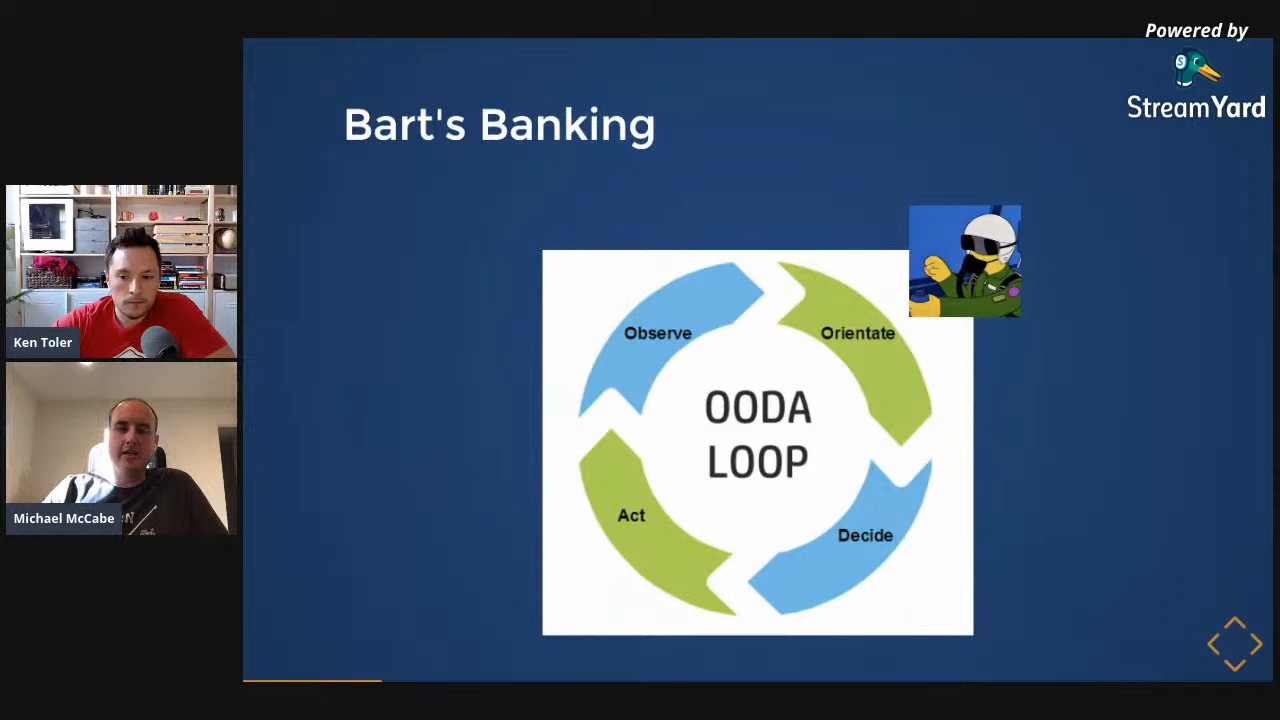 Powered by
StreamYard
Bart's Banking
Observe
Orientate
OODA
LOOP
Act
Decide
Ken Toler
Michael McCabe